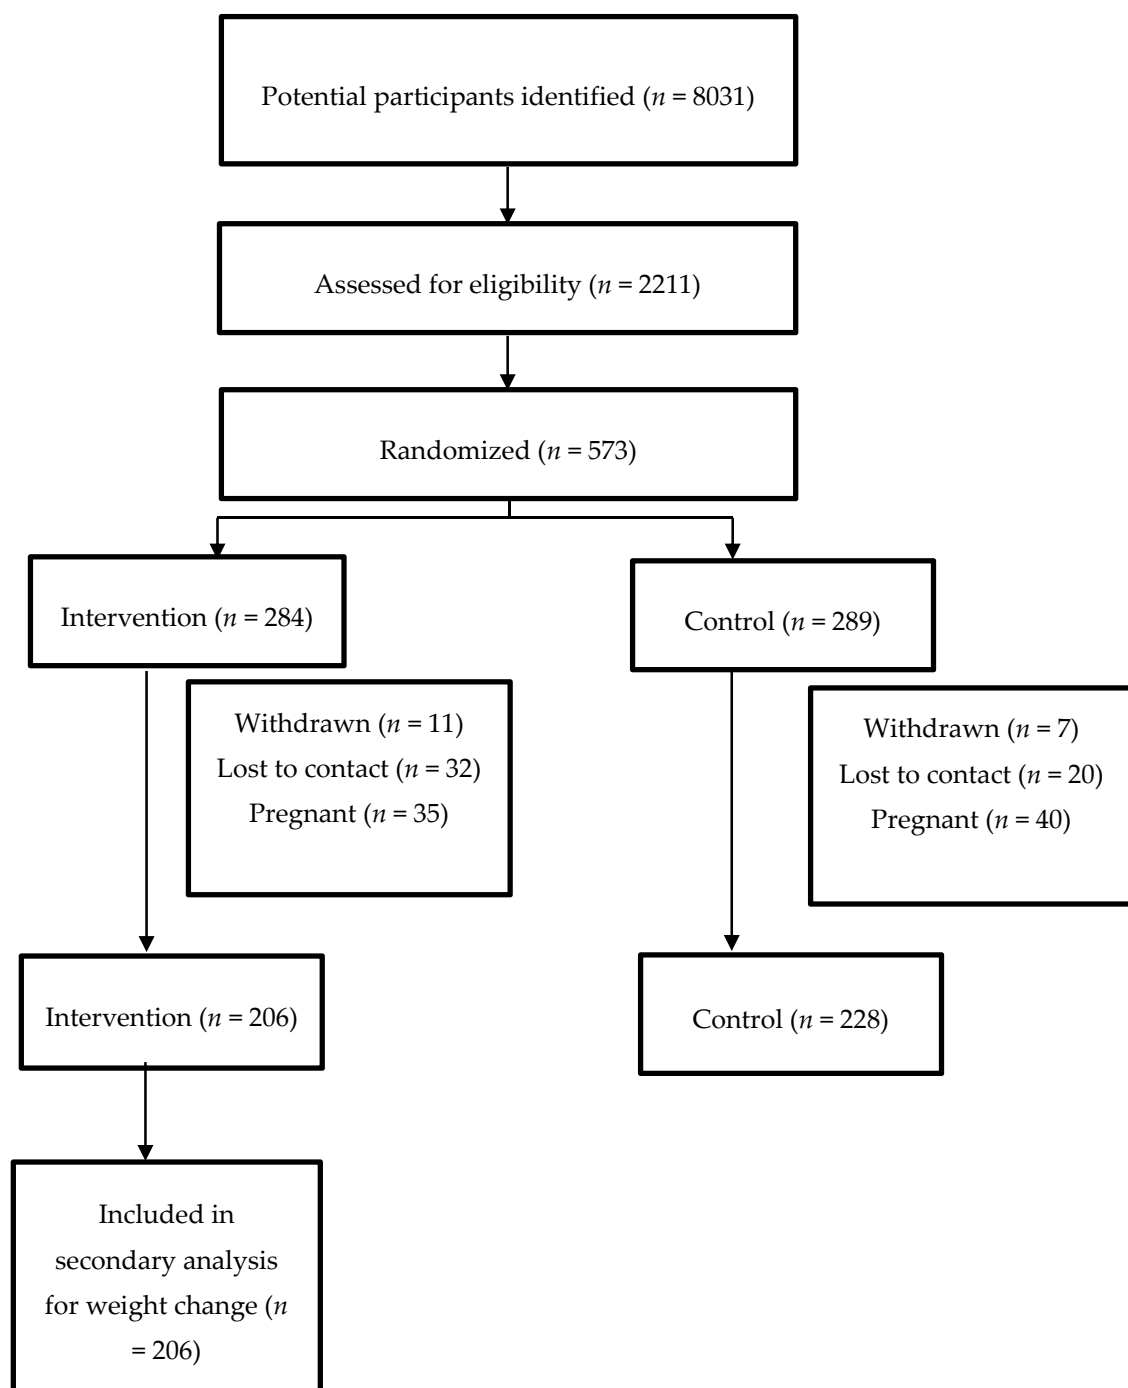 Potential participants identified (n = 8031)
Assessed for eligibility (n = 2211)
Randomized (n = 573)
Intervention (n = 284)
Control (n = 289)
Withdrawn (n = 11)
Lost to contact (n = 32)
Pregnant (n = 35)
Withdrawn (n = 7)
Lost to contact (n = 20)
Pregnant (n = 40)
Intervention (n = 206)
Control (n = 228)
Included in
secondary analysis
for weight change (n
= 206)